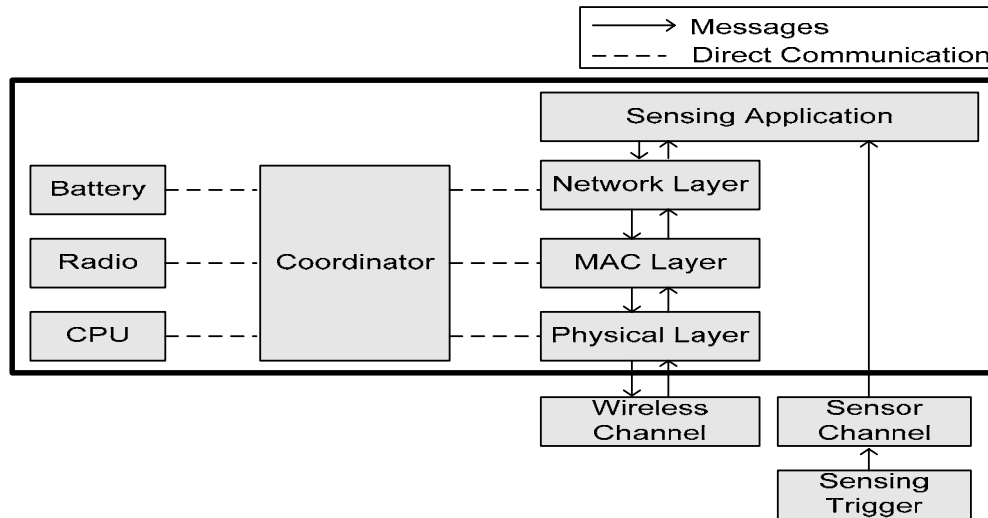 Messages
Direct Communication
Sensing Application
Battery
Network Layer
Radio
Coordinator
MAC Layer
CPU
Physical Layer
Wireless
Channel
Sensor
Channel
Sensing
Trigger